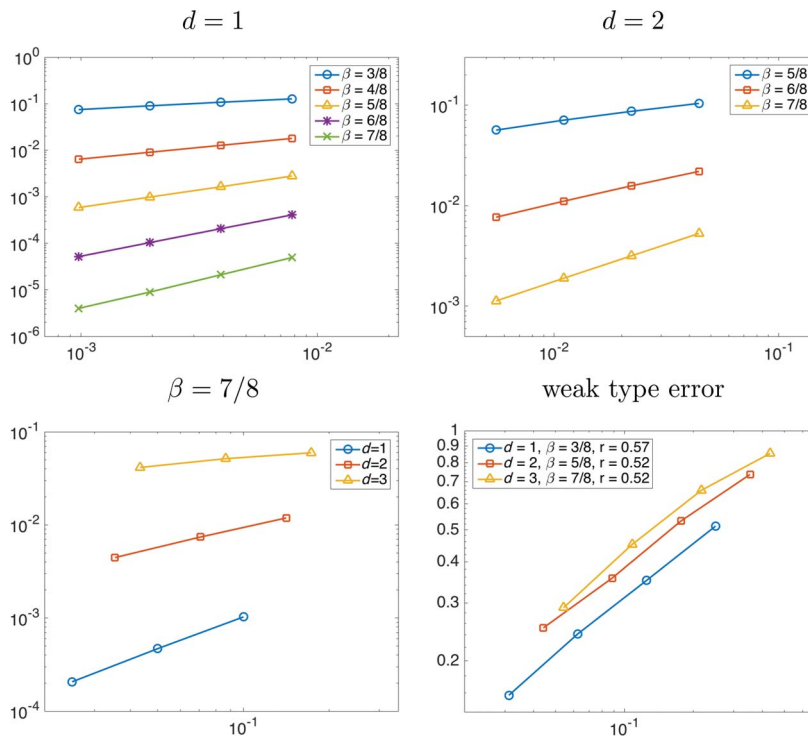 d = 1
10^0
10^-1
10^-2
10^-3
10^-4
10^-5
10^-6
10^-3
10^-2
β = 3/8
β = 4/8
β = 5/8
β = 6/8
β = 7/8
d = 2
10^-1
10^-2
10^-3
10^-2
10^-1
β = 5/8
β = 6/8
β = 7/8
β = 7/8
10^-1
10^-2
10^-3
10^-4
10^-1
d=1
d=2
d=3
weak type error
1
0.9
0.8
0.7
0.6
0.5
0.4
0.3
0.2
10^-1
d = 1, β = 3/8, r = 0.57
d = 2, β = 5/8, r = 0.52
d = 3, β = 7/8, r = 0.52